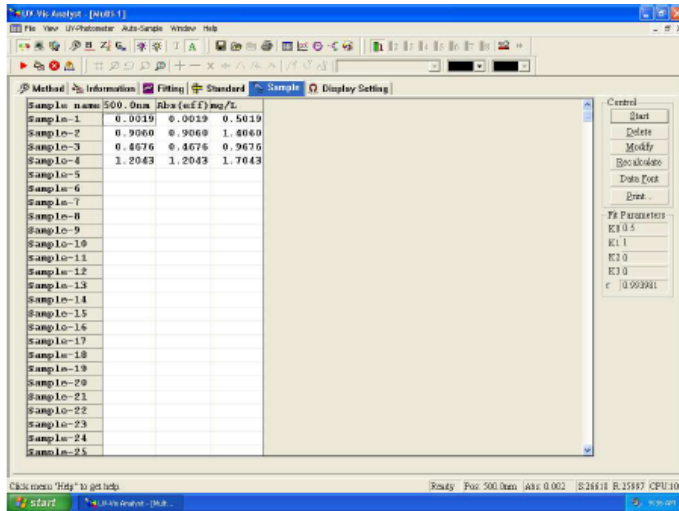 UV-Vis Analyst - [Multi-1]
File View UV-Photometer Auto-Sample Window Help
Method Information Fitting Standard Sample Display Setting
Sample name 500.0nm Abs(eff) mg/L
Sample-1 0.0019 0.0019 0.5019
Sample-2 0.9060 0.9060 1.4060
Sample-3 0.4676 0.4676 0.9676
Sample-4 1.2043 1.2043 1.7043
Sample-5
Sample-6
Sample-7
Sample-8
Sample-9
Sample-10
Sample-11
Sample-12
Sample-13
Sample-14
Sample-15
Sample-16
Sample-17
Sample-18
Sample-19
Sample-20
Sample-21
Sample-22
Sample-23
Sample-24
Sample-25
Control
Start
Delete
Modify
Recalculate
Data Font
Print...
Fit Parameters
K0 0.5
K1 1
K2 0
K3 0
r 0.993981
Click menu "Help" to get help.
Ready Pos: 500.0nm Abs: 0.002
start UV-Vis Analyst - [Mult...